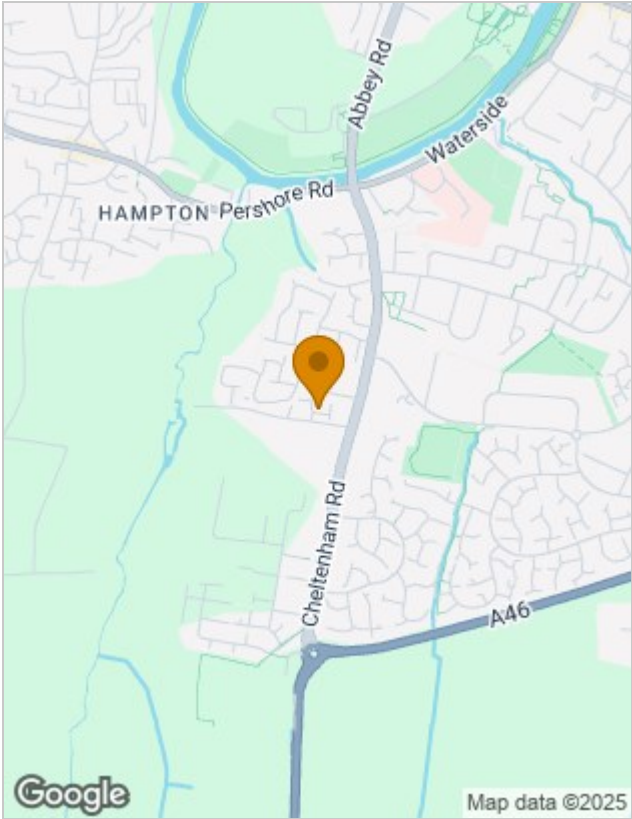 Abbey Rd
Waterside
HAMPTON
Pershore Rd
Cheltenham Rd
A46
Google
Map data ©2025